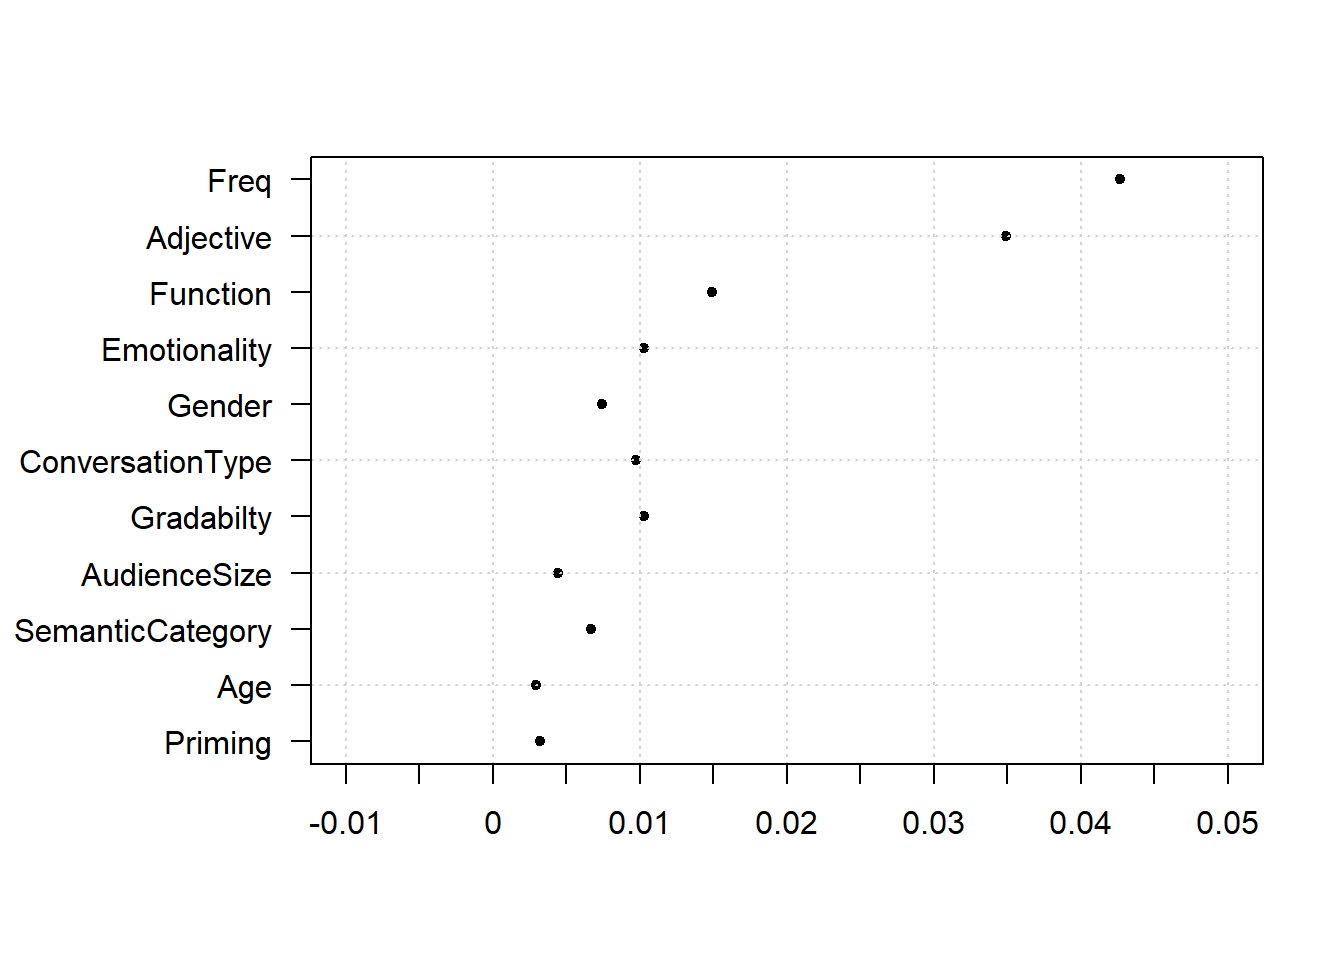 Freq
Adjective
Function
Emotionality
Gender
ConversationType
Gradabilty
AudienceSize
SemanticCategory
Age
Priming
-0.01 0 0.01 0.02 0.03 0.04 0.05